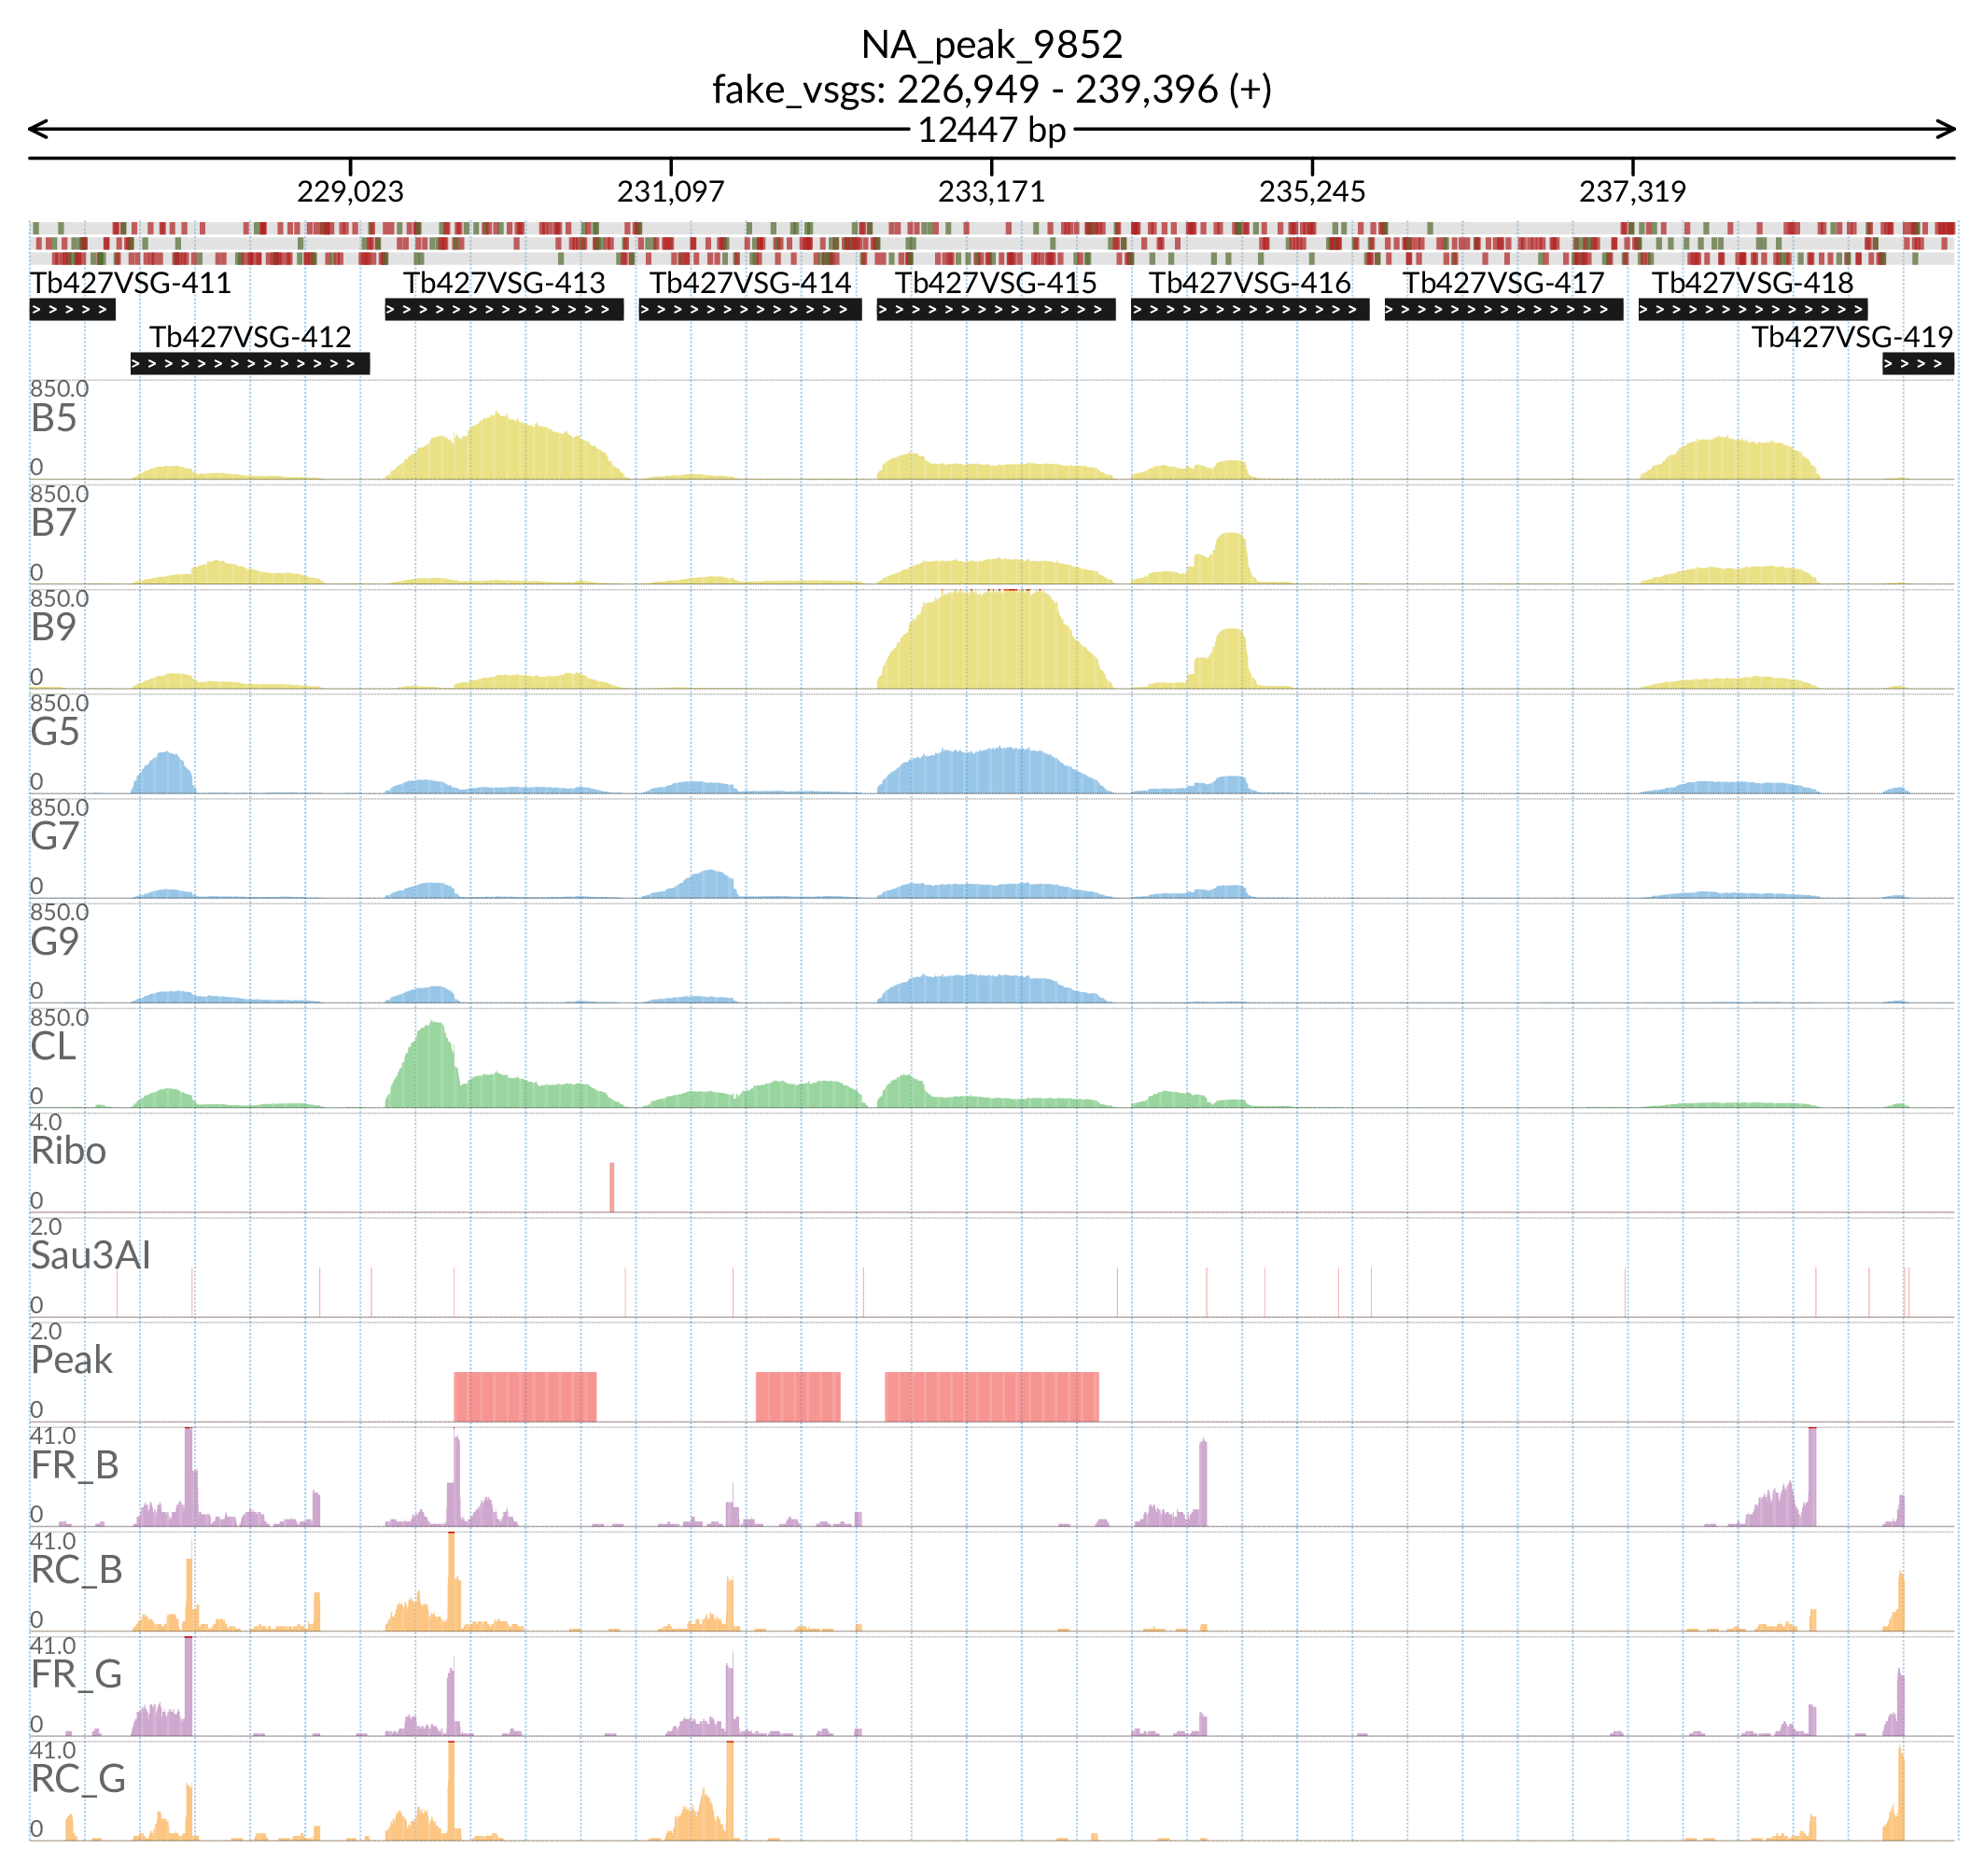 NA_peak_9852
fake_vsgs: 226,949 - 239,396 (+)
12447 bp
229,023 231,097 233,171 235,245 237,319
Tb427VSG-411 Tb427VSG-413 Tb427VSG-414 Tb427VSG-415 Tb427VSG-416 Tb427VSG-417 Tb427VSG-418
Tb427VSG-412 Tb427VSG-419
850.0
B5
0
850.0
B7
0
850.0
B9
0
850.0
G5
0
850.0
G7
0
850.0
G9
0
850.0
CL
0
4.0
Ribo
0
2.0
Sau3AI
0
2.0
Peak
0
41.0
FR_B
0
41.0
RC_B
0
41.0
FR_G
0
41.0
RC_G
0